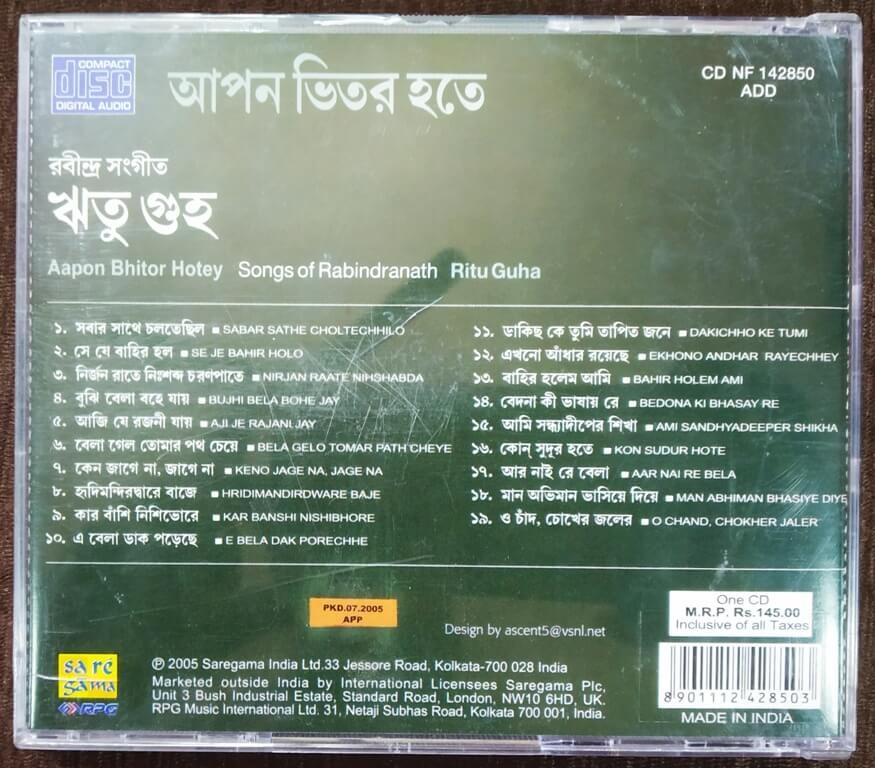 COMPACT
disc
DIGITAL AUDIO
আপন ভিতর হতে
CD NF 142850
ADD
রবীন্দ্র সংগীত
ঋতু গুহ
Aapon Bhitor Hotey Songs of Rabindranath Ritu Guha
১. সবার সাথে চলতেছিল ■ SABAR SATHE CHOLTECHHILO
২. সে যে বাহির হল ■ SE JE BAHIR HOLO
৩. নির্জন রাতে নিঃশব্দ চরণপাতে ■ NIRJAN RAATE NIHSHABDA
৪. বুঝি বেলা বহে যায় ■ BUJHI BELA BOHE JAY
৫. আজি যে রজনী যায় ■ AJI JE RAJANI JAY
৬. বেলা গেল তোমার পথ চেয়ে ■ BELA GELO TOMAR PATH CHEYE
৭. কেন জাগে না, জাগে না ■ KENO JAGE NA, JAGE NA
৮. হৃদিমন্দিরদ্বারে বাজে ■ HRIDIMANDIRDWARE BAJE
৯. কার বাঁশি নিশিভোরে ■ KAR BANSHI NISHIBHORE
১০. এ বেলা ডাক পড়েছে ■ E BELA DAK PORECHHE
১১. ডাকিছ কে তুমি তাপিত জনে ■ DAKICHHO KE TUMI
১২. এখনো আঁধার রয়েছে ■ EKHONO ANDHAR RAYECHHEY
১৩. বাহির হলেম আমি ■ BAHIR HOLEM AMI
১৪. বেদনা কী ভাষায় রে ■ BEDONA KI BHASAY RE
১৫. আমি সন্ধ্যাদীপের শিখা ■ AMI SANDHYADEEPER SHIKHA
১৬. কোন্ সুদূর হতে ■ KON SUDUR HOTE
১৭. আর নাই রে বেলা ■ AAR NAI RE BELA
১৮. মান অভিমান ভাসিয়ে দিয়ে ■ MAN ABHIMAN BHASIYE DIYE
১৯. ও চাঁদ, চোখের জলের ■ O CHAND, CHOKHER JALER
PKD.07.2005
APP
Design by ascent5@vsnl.net
One CD
M.R.P. Rs.145.00
Inclusive of all Taxes
sa re
gama
RPG
℗ 2005 Saregama India Ltd.33 Jessore Road, Kolkata-700 028 India
Marketed outside India by International Licensees Saregama Plc,
Unit 3 Bush Industrial Estate, Standard Road, London, NW10 6HD, UK.
RPG Music International Ltd. 31, Netaji Subhas Road, Kolkata 700 001, India.
8901112428503
MADE IN INDIA